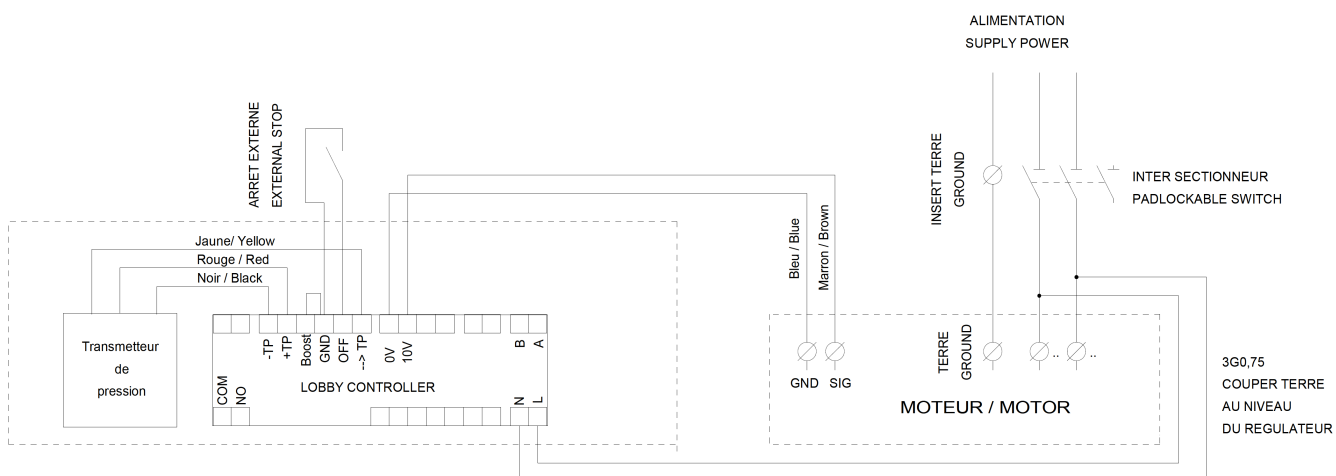 ALIMENTATION
SUPPLY POWER
ARRET EXTERNE
EXTERNAL STOP
INSERT TERRE
GROUND
INTER SECTIONNEUR
PADLOCKABLE SWITCH
Jaune/ Yellow
Rouge / Red
Noir / Black
Bleu / Blue
Marron / Brown
Transmetteur
de
pression
-TP
+TP
Boost
GND
OFF
--> TP
0V
10V
B
A
COM
NO
LOBBY CONTROLLER
N
L
GND
SIG
TERRE
GROUND
..
..
MOTEUR / MOTOR
3G0,75
COUPER TERRE
AU NIVEAU
DU REGULATEUR